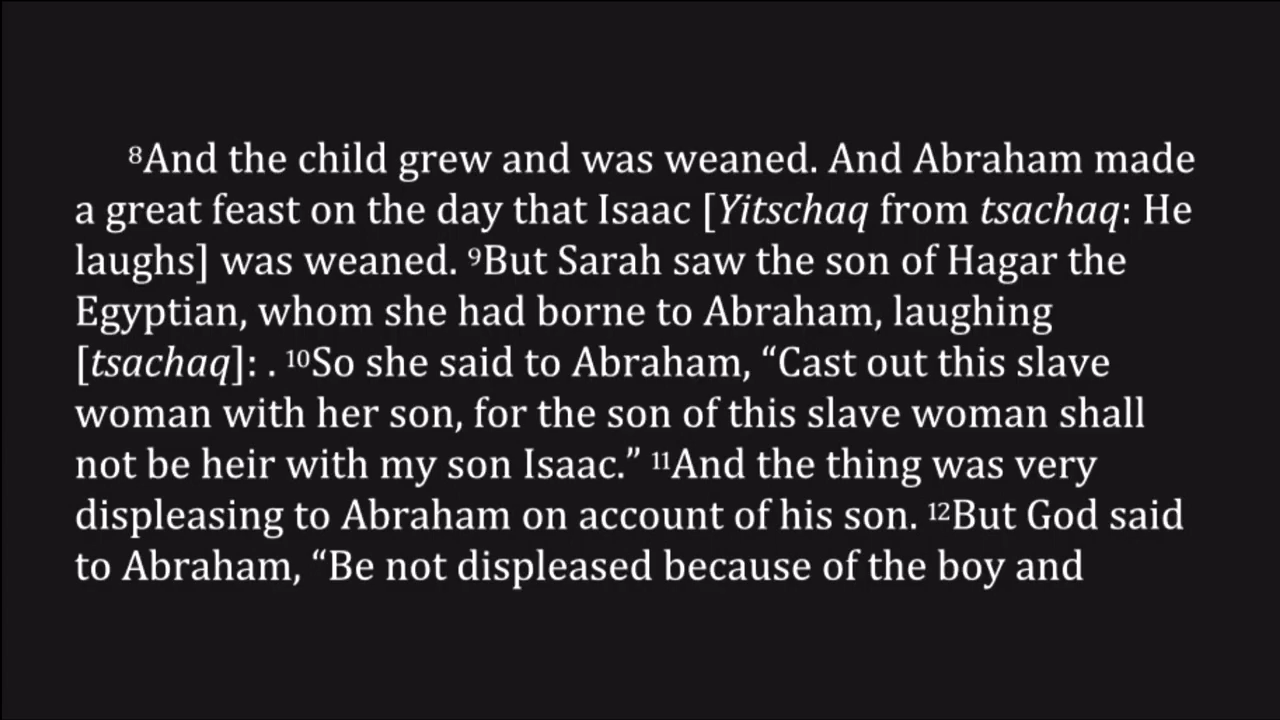 ⁸And the child grew and was weaned. And Abraham made
a great feast on the day that Isaac [Yitschaq from tsachaq: He
laughs] was weaned. ⁹But Sarah saw the son of Hagar the
Egyptian, whom she had borne to Abraham, laughing
[tsachaq]: . ¹⁰So she said to Abraham, “Cast out this slave
woman with her son, for the son of this slave woman shall
not be heir with my son Isaac.” ¹¹And the thing was very
displeasing to Abraham on account of his son. ¹²But God said
to Abraham, “Be not displeased because of the boy and